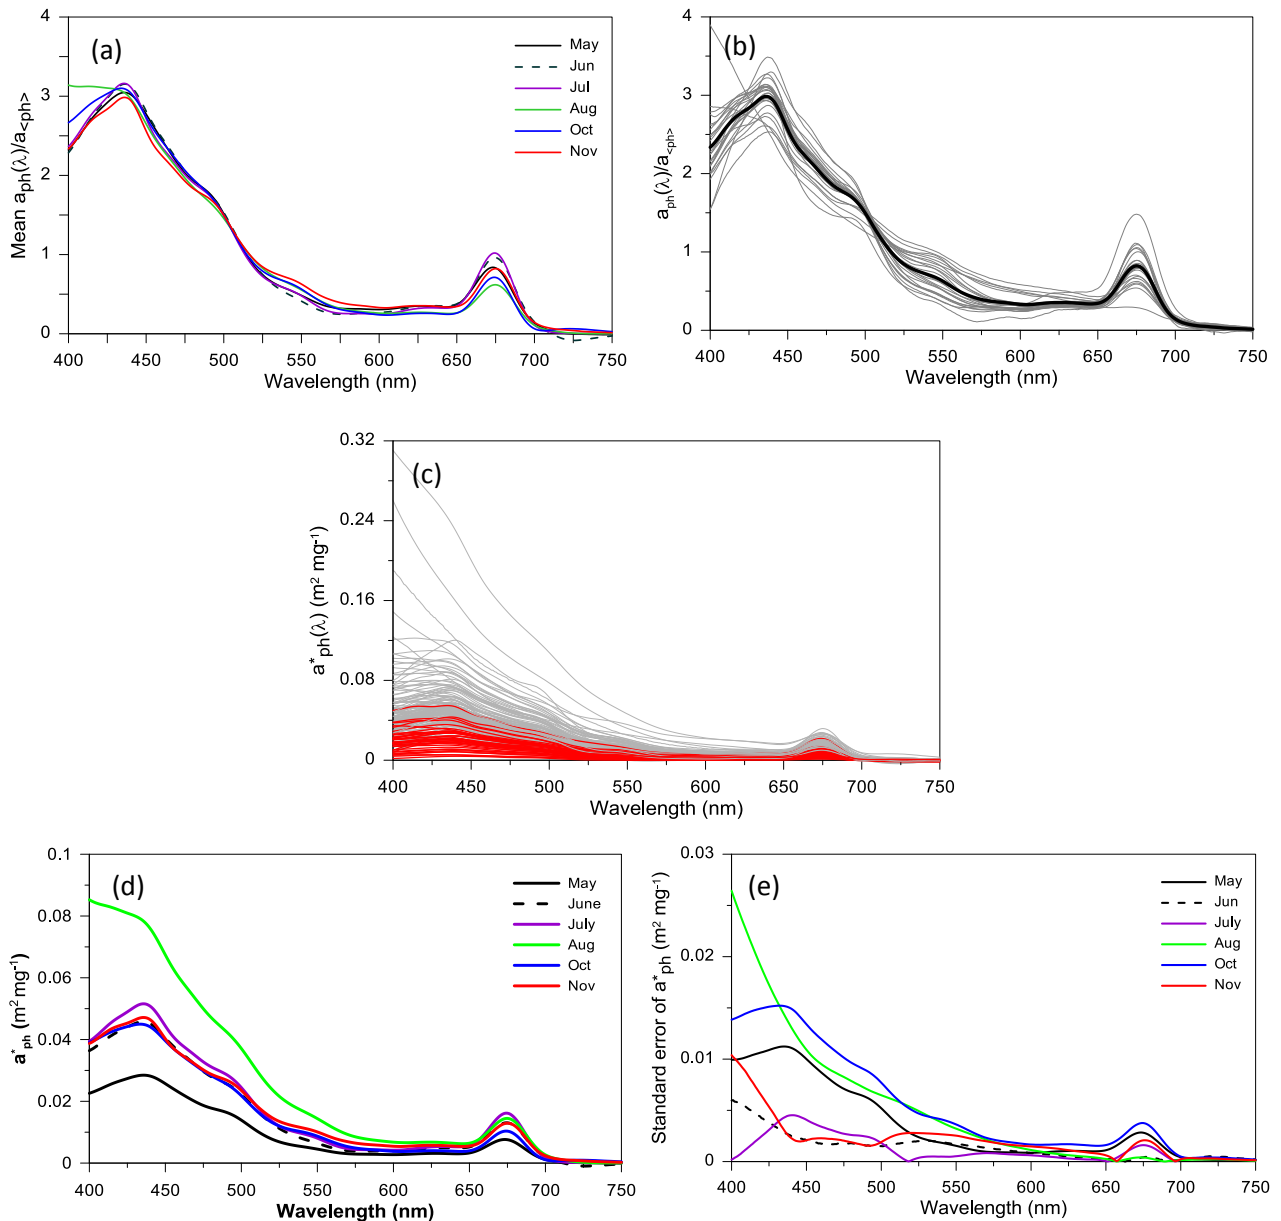 (a)
Mean aph(λ)/a<ph>
4
3
2
1
0
400 450 500 550 600 650 700 750
Wavelength (nm)
May
Jun
Jul
Aug
Oct
Nov
(b)
aph(λ)/a<ph>
4
3
2
1
0
400 450 500 550 600 650 700 750
Wavelength (nm)
(c)
a*ph(λ) (m² mg⁻¹)
0.32
0.24
0.16
0.08
0
400 450 500 550 600 650 700 750
Wavelength (nm)
(d)
a*ph (m² mg⁻¹)
0.1
0.08
0.06
0.04
0.02
0
400 450 500 550 600 650 700 750
Wavelength (nm)
May
June
July
Aug
Oct
Nov
(e)
Standard error of a*ph (m² mg⁻¹)
0.03
0.02
0.01
0
400 450 500 550 600 650 700 750
Wavelength (nm)
May
Jun
July
Aug
Oct
Nov